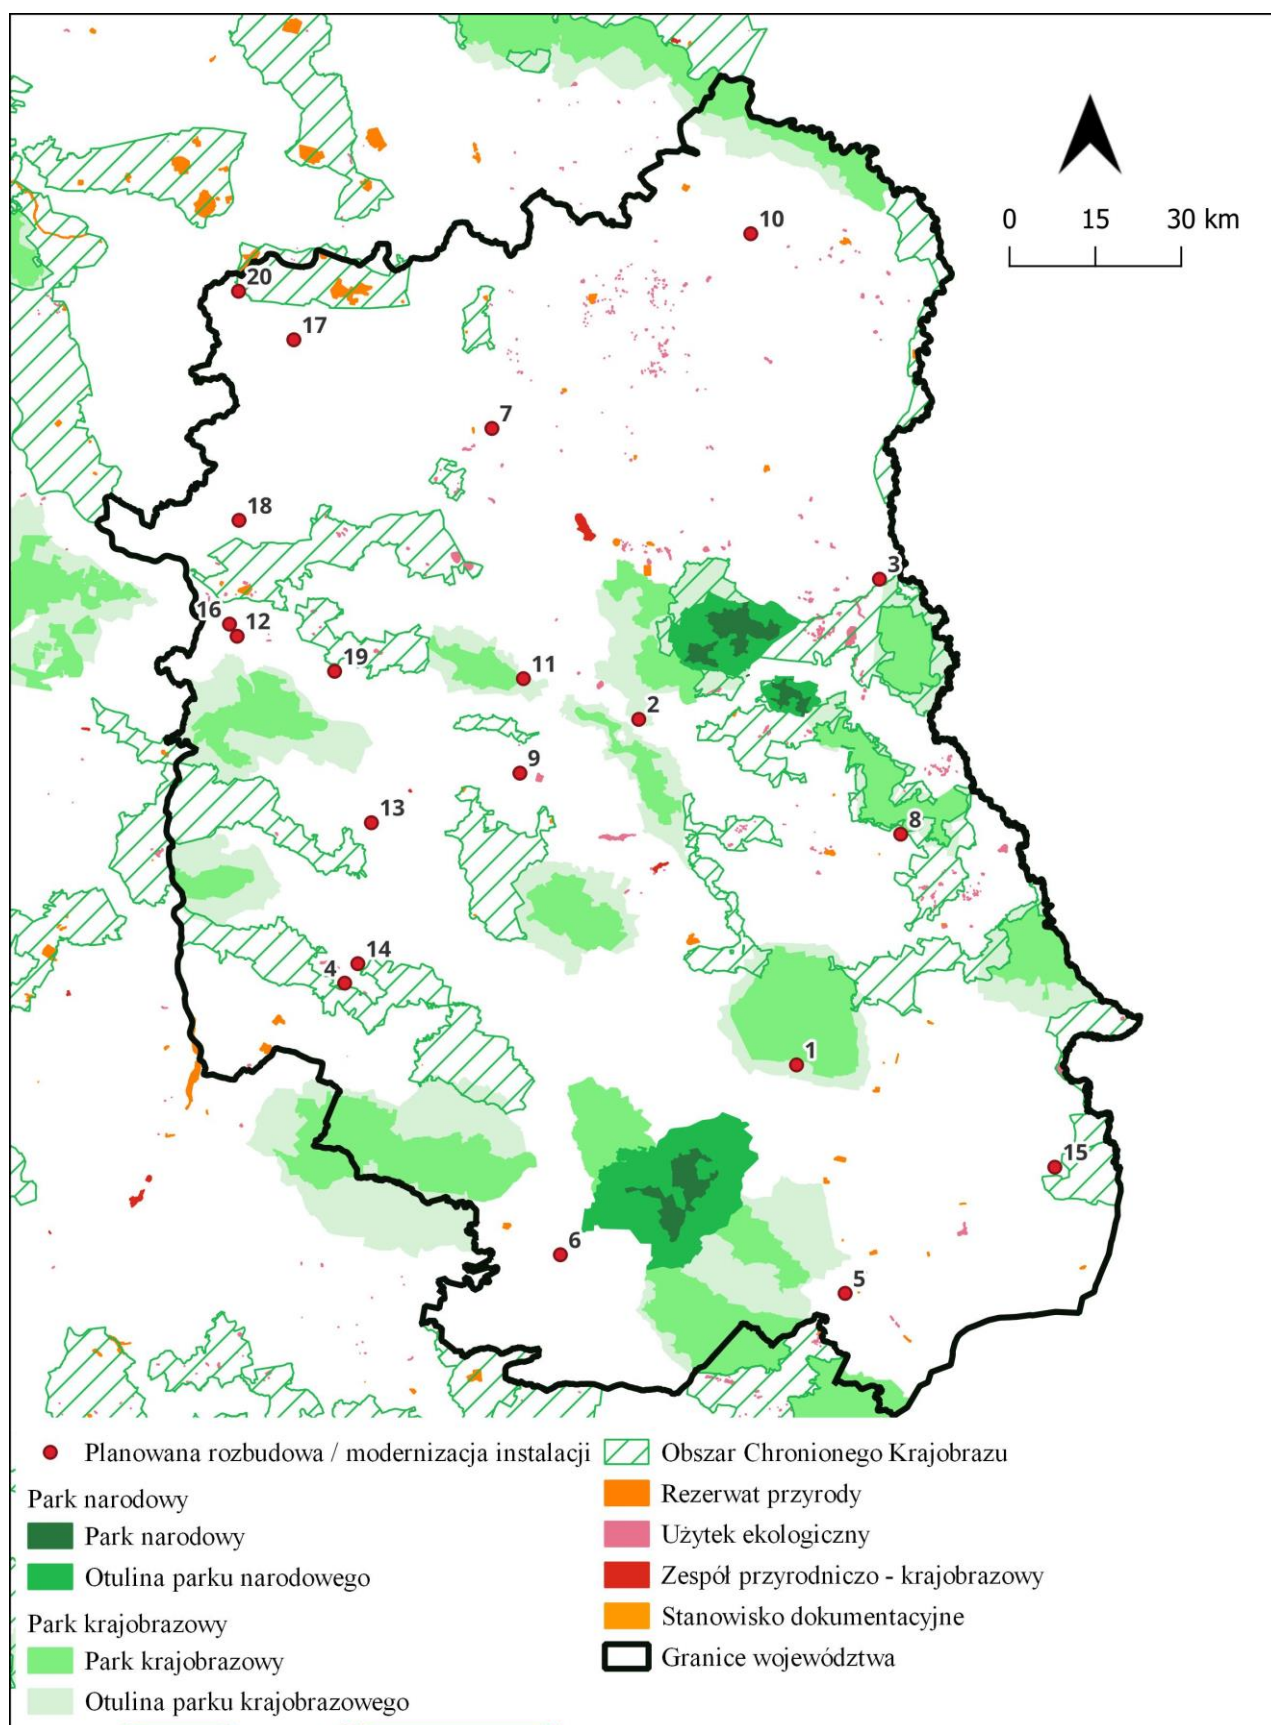 10
0 15 30 km
20
17
7
18
3
16
12
19
11
2
9
13
8
14
4
1
15
6
5
Planowana rozbudowa / modernizacja instalacji
Park narodowy
Park narodowy
Otulina parku narodowego
Park krajobrazowy
Park krajobrazowy
Otulina parku krajobrazowego
Obszar Chronionego Krajobrazu
Rezerwat przyrody
Użytek ekologiczny
Zespół przyrodniczo - krajobrazowy
Stanowisko dokumentacyjne
Granice województwa